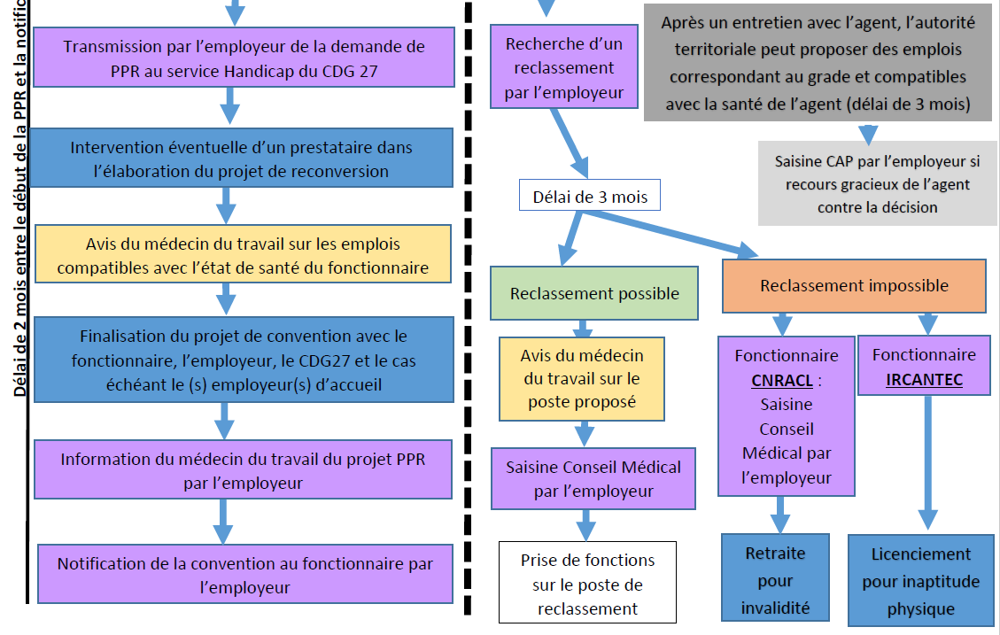 Délai de 2 mois entre le début de la PPR et la notific
Transmission par l'employeur de la demande de
PPR au service Handicap du CDG 27
Intervention éventuelle d'un prestataire dans
l'élaboration du projet de reconversion
Avis du médecin du travail sur les emplois
compatibles avec l'état de santé du fonctionnaire
Finalisation du projet de convention avec le
fonctionnaire, l'employeur, le CDG27 et le cas
échéant le (s) employeur(s) d'accueil
Information du médecin du travail du projet PPR
par l'employeur
Notification de la convention au fonctionnaire par
l'employeur
Recherche d'un
reclassement
par l'employeur
Après un entretien avec l'agent, l'autorité
territoriale peut proposer des emplois
correspondant au grade et compatibles
avec la santé de l'agent (délai de 3 mois)
Saisine CAP par l'employeur si
recours gracieux de l'agent
contre la décision
Délai de 3 mois
Reclassement possible
Avis du médecin
du travail sur le
poste proposé
Saisine Conseil Médical
par l'employeur
Prise de fonctions
sur le poste de
reclassement
Reclassement impossible
Fonctionnaire
CNRACL :
Saisine
Conseil
Médical par
l'employeur
Retraite
pour
invalidité
Fonctionnaire
IRCANTEC
Licenciement
pour inaptitude
physique